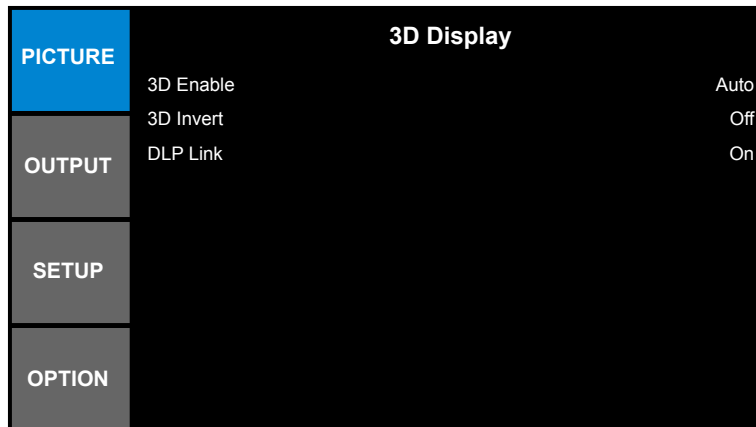 PICTURE
OUTPUT
SETUP
OPTION
3D Display
3D Enable Auto
3D Invert Off
DLP Link On